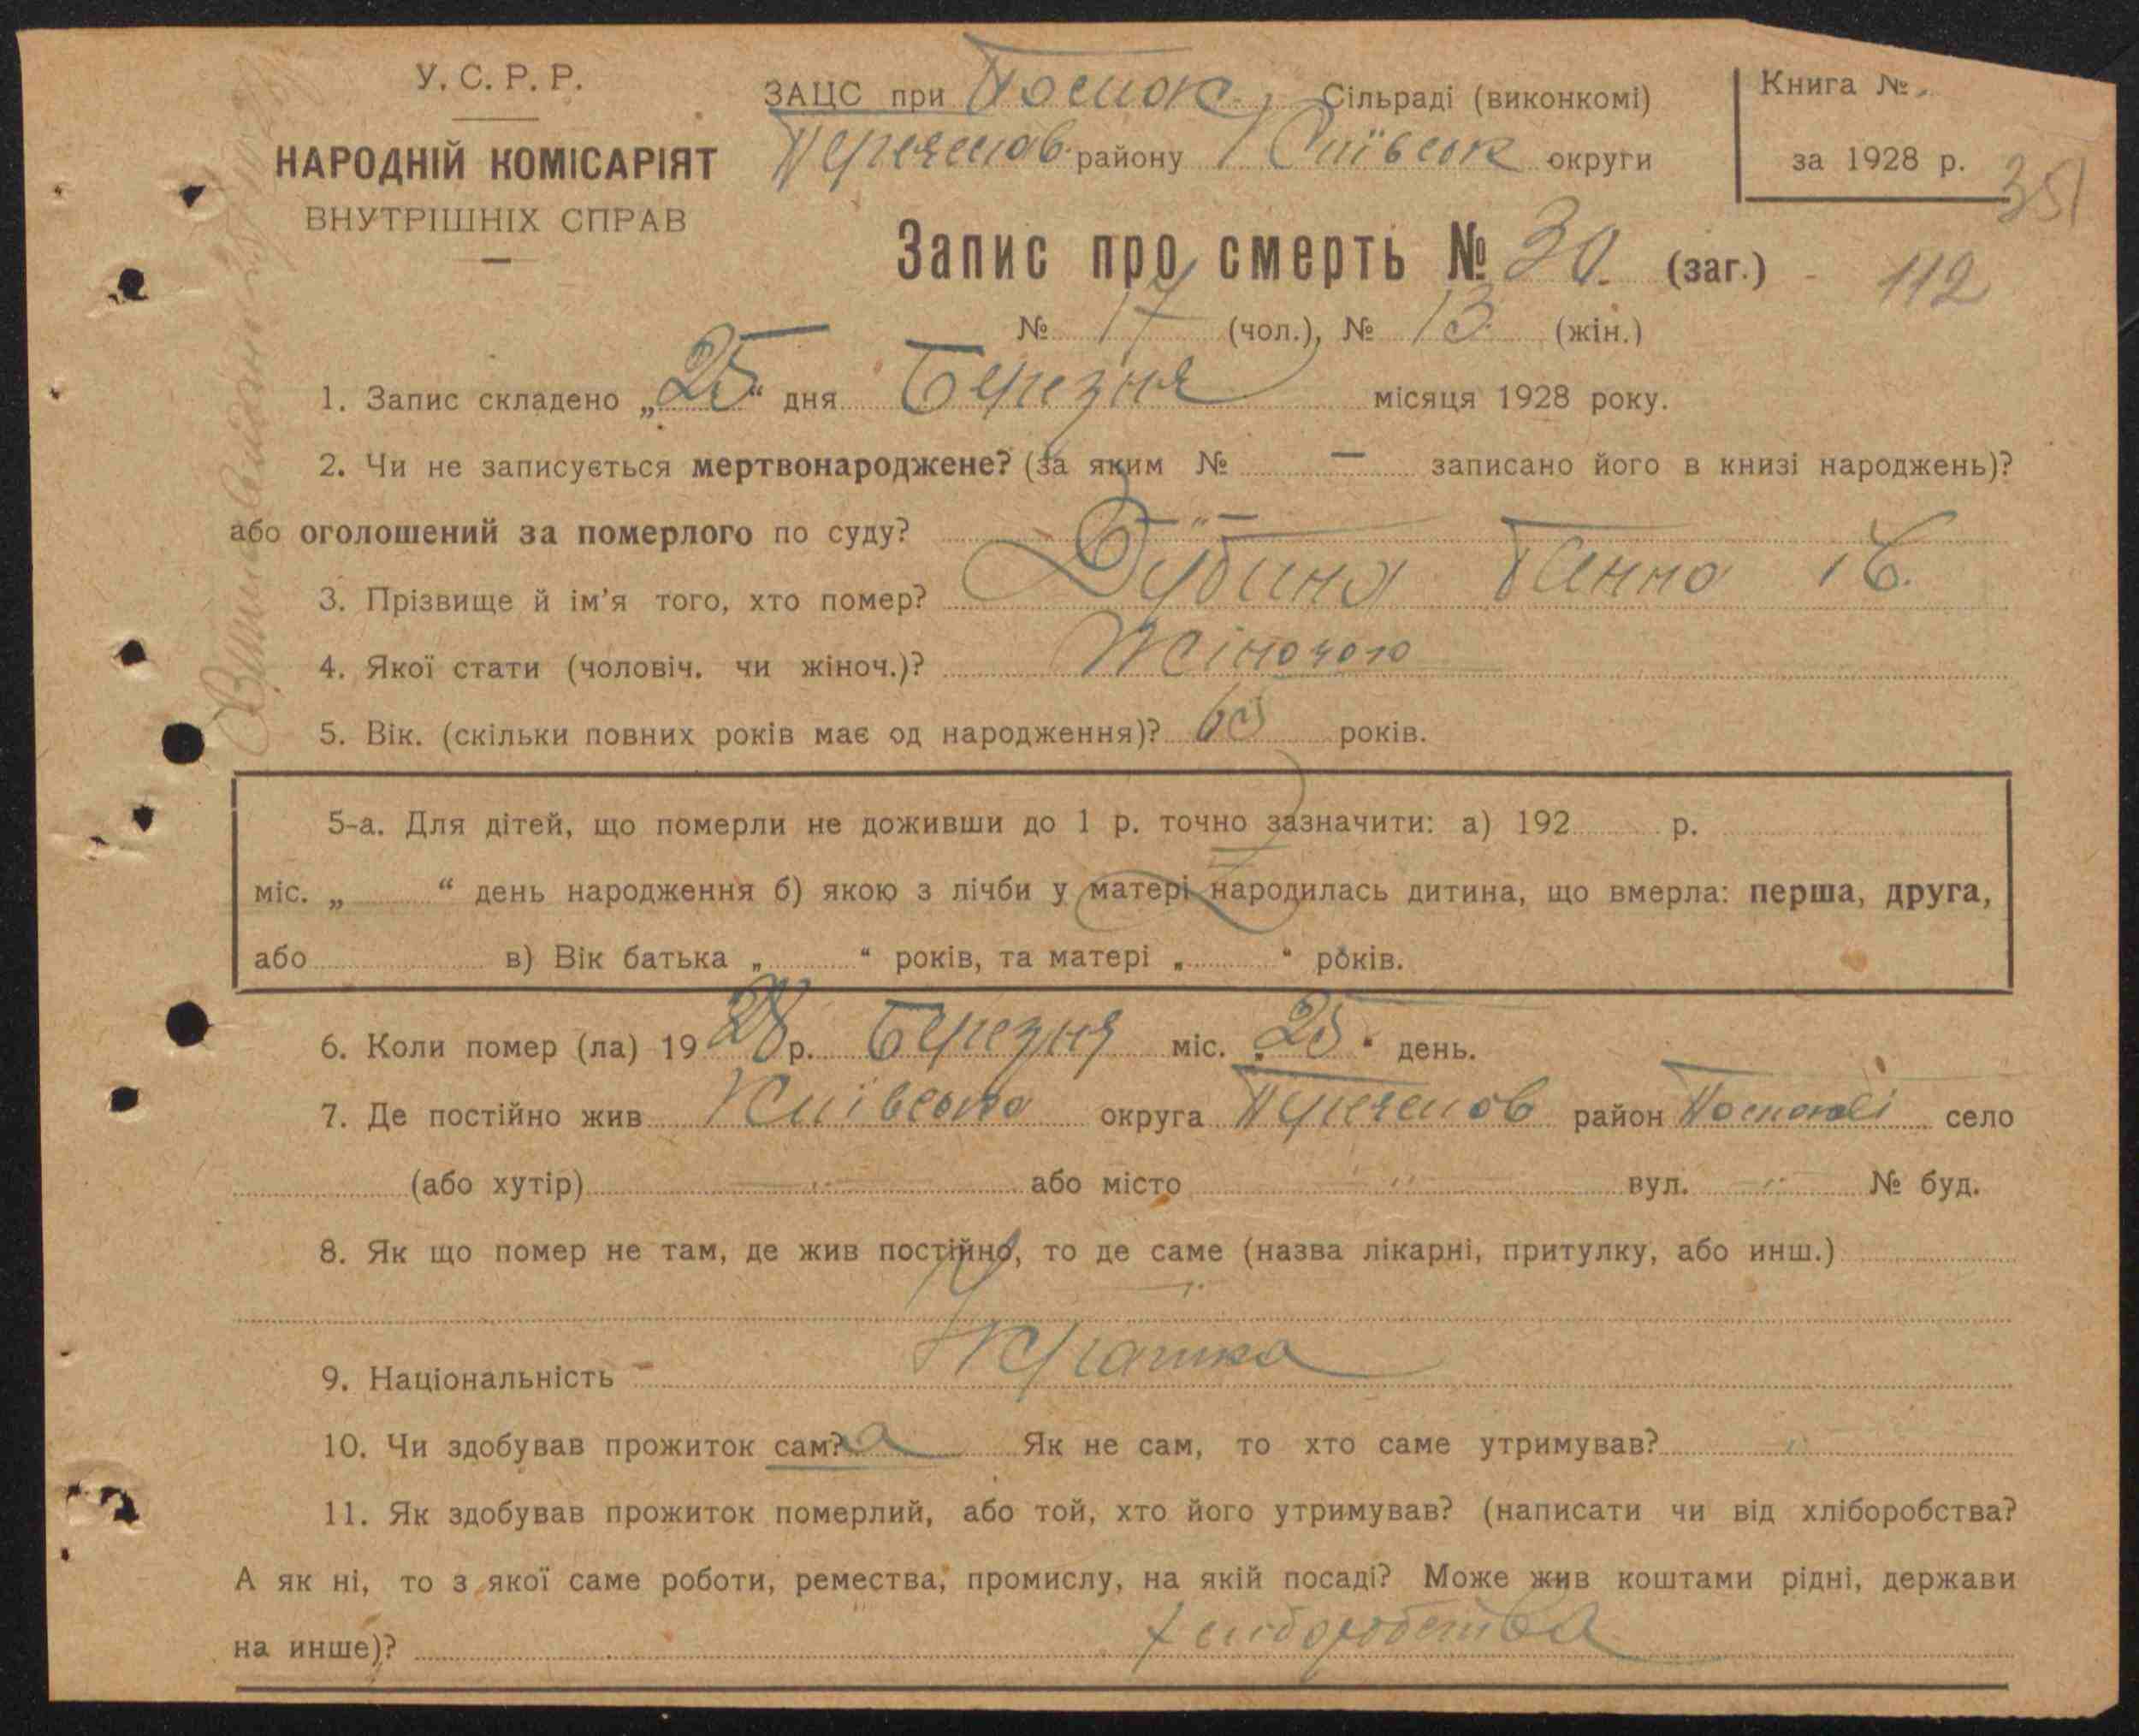 У. С. Р. Р.
НАРОДНІЙ КОМІСАРІЯТ
ВНУТРІШНІХ СПРАВ
ЗАЦС при Сільраді (виконкомі)
району Київськ округи
Книга №
за 1928 р.
351
Запис про смерть № 30. (заг.) - 112
№ 17 (чол.), № 13 (жін.)
1. Запис складено „25“ дня Березня місяця 1928 року.
2. Чи не записується мертвонароджене? (за яким № — записано його в книзі народжень)?
або оголошений за померлого по суду? — " —
3. Прізвище й ім'я того, хто помер? Дубина Ганна
4. Якої стати (чоловіч. чи жіноч.)? Жіночою
5. Вік. (скільки повних років має од народження)? років.
5-а. Для дітей, що померли не доживши до 1 р. точно зазначити: а) 192 р.
міс. „ “ день народження б) якою з лічби у матері народилась дитина, що вмерла: перша, друга,
або в) Вік батька „ “ років, та матері „ “ років.
6. Коли помер (ла) 1928 р. Березня міс. „25“ день.
7. Де постійно жив Київська округа район село
(або хутір) — " — або місто — " — вул. — " — № буд.
8. Як що помер не там, де жив постійно, то де саме (назва лікарні, притулку, або инш.)
— " —
9. Національність Українка
10. Чи здобував прожиток сам? а Як не сам, то хто саме утримував? "
11. Як здобував прожиток померлий, або той, хто його утримував? (написати чи від хліборобства?
А як ні, то з якої саме роботи, ремества, промислу, на якій посаді? Може жив коштами рідні, держави
на инше)? хліборобства